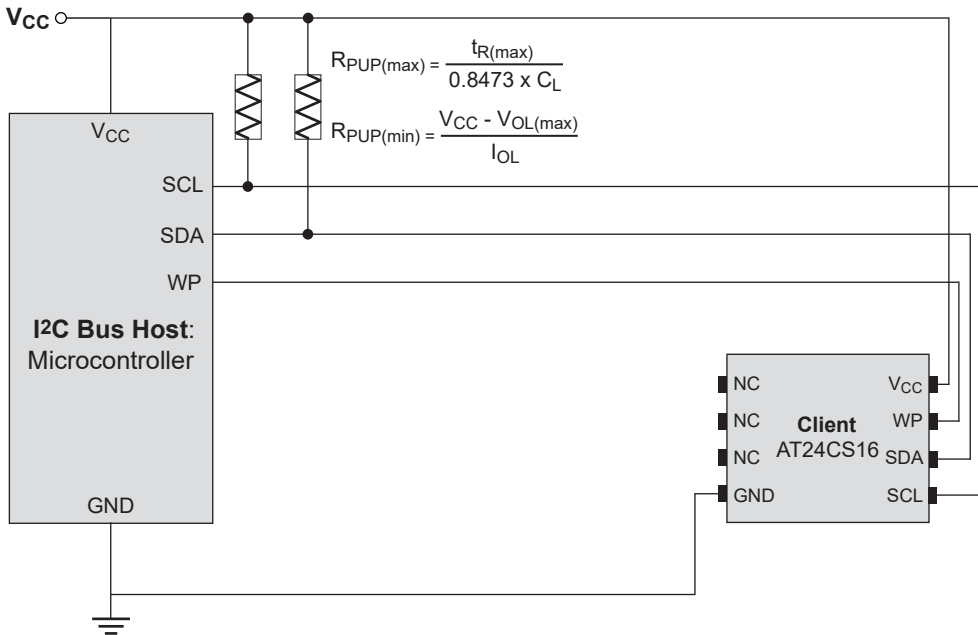 VCC
RPUP(max) = tR(max)
0.8473 x CL
RPUP(min) = VCC - VOL(max)
IOL
VCC
SCL
SDA
WP
I2C Bus Host:
Microcontroller
GND
NC VCC
NC WP
Client
AT24CS16
NC SDA
GND SCL